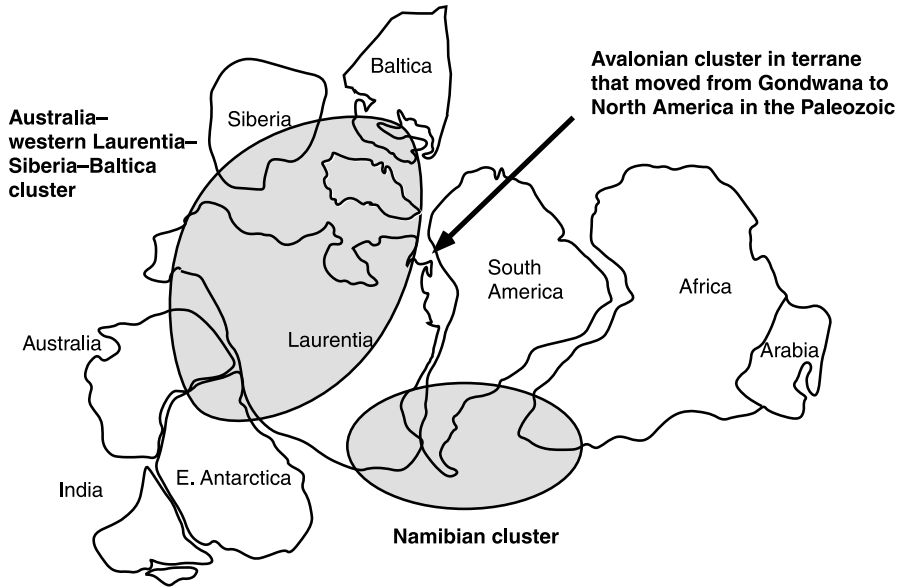 Baltica
Avalonian cluster in terrane
that moved from Gondwana to
North America in the Paleozoic
Australia–
western Laurentia–
Siberia–Baltica
cluster
Siberia
South
America
Africa
Australia
Laurentia
Arabia
India
E. Antarctica
Namibian cluster